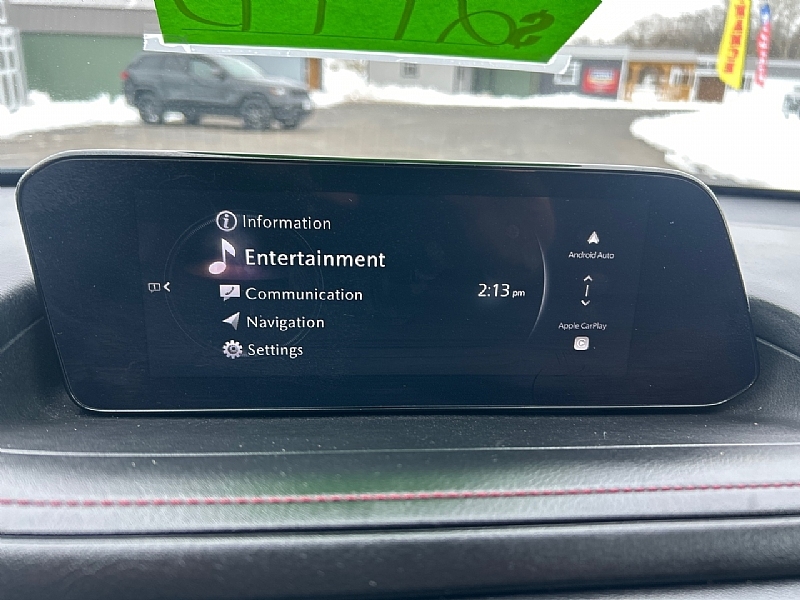 Information
Entertainment
Communication
Navigation
Settings
2:13 pm
Android Auto
Apple CarPlay